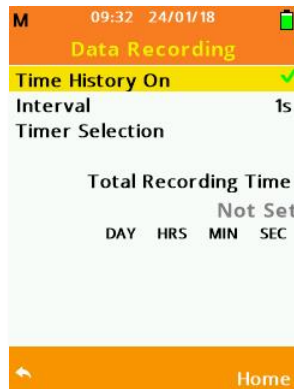 M 09:32 24/01/18
Data Recording
Time History On
Interval 1s
Timer Selection
Total Recording Time
Not Set
DAY HRS MIN SEC
Home